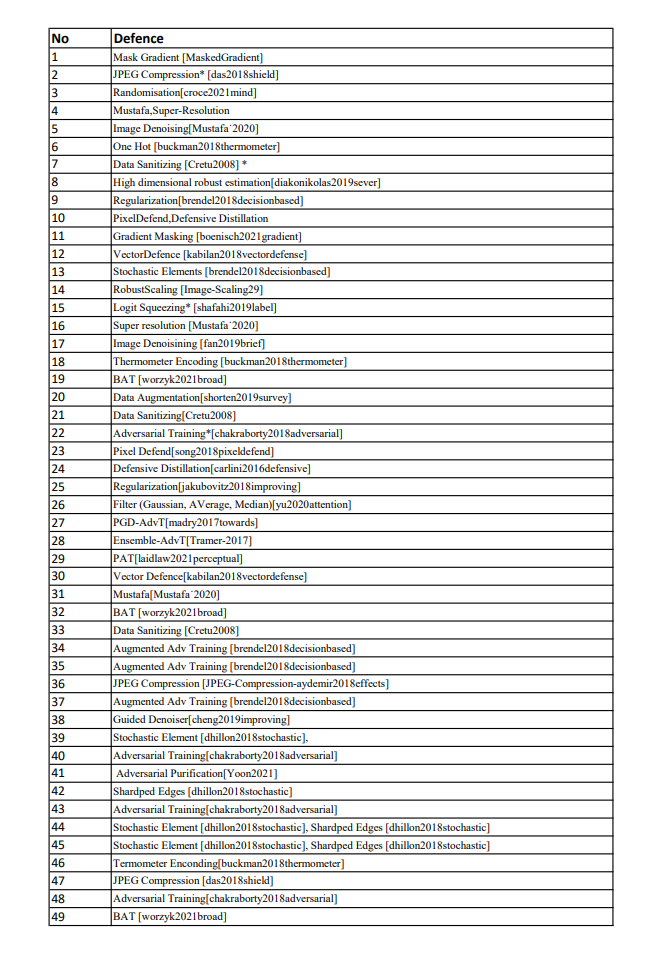 No Defence
1 Mask Gradient [MaskedGradient]
2 JPEG Compression* [das2018shield]
3 Randomisation[croce2021mind]
4 Mustafa,Super-Resolution
5 Image Denoising[Mustafa˙2020]
6 One Hot [buckman2018thermometer]
7 Data Sanitizing [Cretu2008] *
8 High dimensional robust estimation[diakonikolas2019sever]
9 Regularization[brendel2018decisionbased]
10 PixelDefend,Defensive Distillation
11 Gradient Masking [boenisch2021gradient]
12 VectorDefence [kabilan2018vectordefense]
13 Stochastic Elements [brendel2018decisionbased]
14 RobustScaling [Image-Scaling29]
15 Logit Squeezing* [shafahi2019label]
16 Super resolution [Mustafa˙2020]
17 Image Denoisining [fan2019brief]
18 Thermometer Encoding [buckman2018thermometer]
19 BAT [worzyk2021broad]
20 Data Augmentation[shorten2019survey]
21 Data Sanitizing[Cretu2008]
22 Adversarial Training*[chakraborty2018adversarial]
23 Pixel Defend[song2018pixeldefend]
24 Defensive Distillation[carlini2016defensive]
25 Regularization[jakubovitz2018improving]
26 Filter (Gaussian, AVerage, Median)[yu2020attention]
27 PGD-AdvT[madry2017towards]
28 Ensemble-AdvT[Tramer-2017]
29 PAT[laidlaw2021perceptual]
30 Vector Defence[kabilan2018vectordefense]
31 Mustafa[Mustafa˙2020]
32 BAT [worzyk2021broad]
33 Data Sanitizing [Cretu2008]
34 Augmented Adv Training [brendel2018decisionbased]
35 Augmented Adv Training [brendel2018decisionbased]
36 JPEG Compression [JPEG-Compression-aydemir2018effects]
37 Augmented Adv Training [brendel2018decisionbased]
38 Guided Denoiser[cheng2019improving]
39 Stochastic Element [dhillon2018stochastic],
40 Adversarial Training[chakraborty2018adversarial]
41 Adversarial Purification[Yoon2021]
42 Shardped Edges [dhillon2018stochastic]
43 Adversarial Training[chakraborty2018adversarial]
44 Stochastic Element [dhillon2018stochastic], Shardped Edges [dhillon2018stochastic]
45 Stochastic Element [dhillon2018stochastic], Shardped Edges [dhillon2018stochastic]
46 Termometer Enconding[buckman2018thermometer]
47 JPEG Compression [das2018shield]
48 Adversarial Training[chakraborty2018adversarial]
49 BAT [worzyk2021broad]